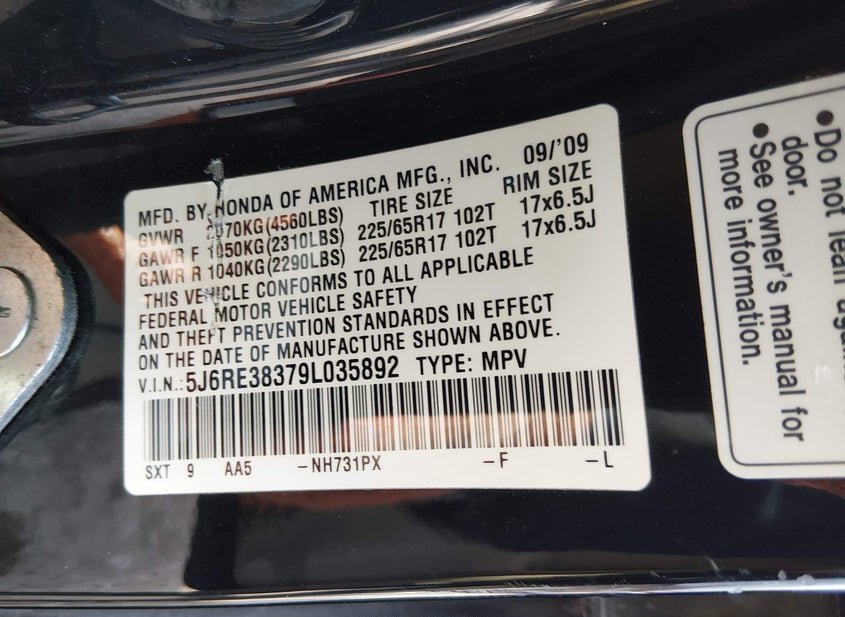 MFD. BY HONDA OF AMERICA MFG., INC. 09/'09
GVWR 2070KG(4560LBS) TIRE SIZE RIM SIZE
GAWR F 1050KG(2310LBS) 225/65R17 102T 17x6.5J
GAWR R 1040KG(2290LBS) 225/65R17 102T 17x6.5J
THIS VEHICLE CONFORMS TO ALL APPLICABLE
FEDERAL MOTOR VEHICLE SAFETY
AND THEFT PREVENTION STANDARDS IN EFFECT
ON THE DATE OF MANUFACTURE SHOWN ABOVE.
V.I.N.:5J6RE38379L035892 TYPE: MPV
SXT 9 AA5 -NH731PX -F -L
•Do not lean
door.
•See owner's manual for
more information.